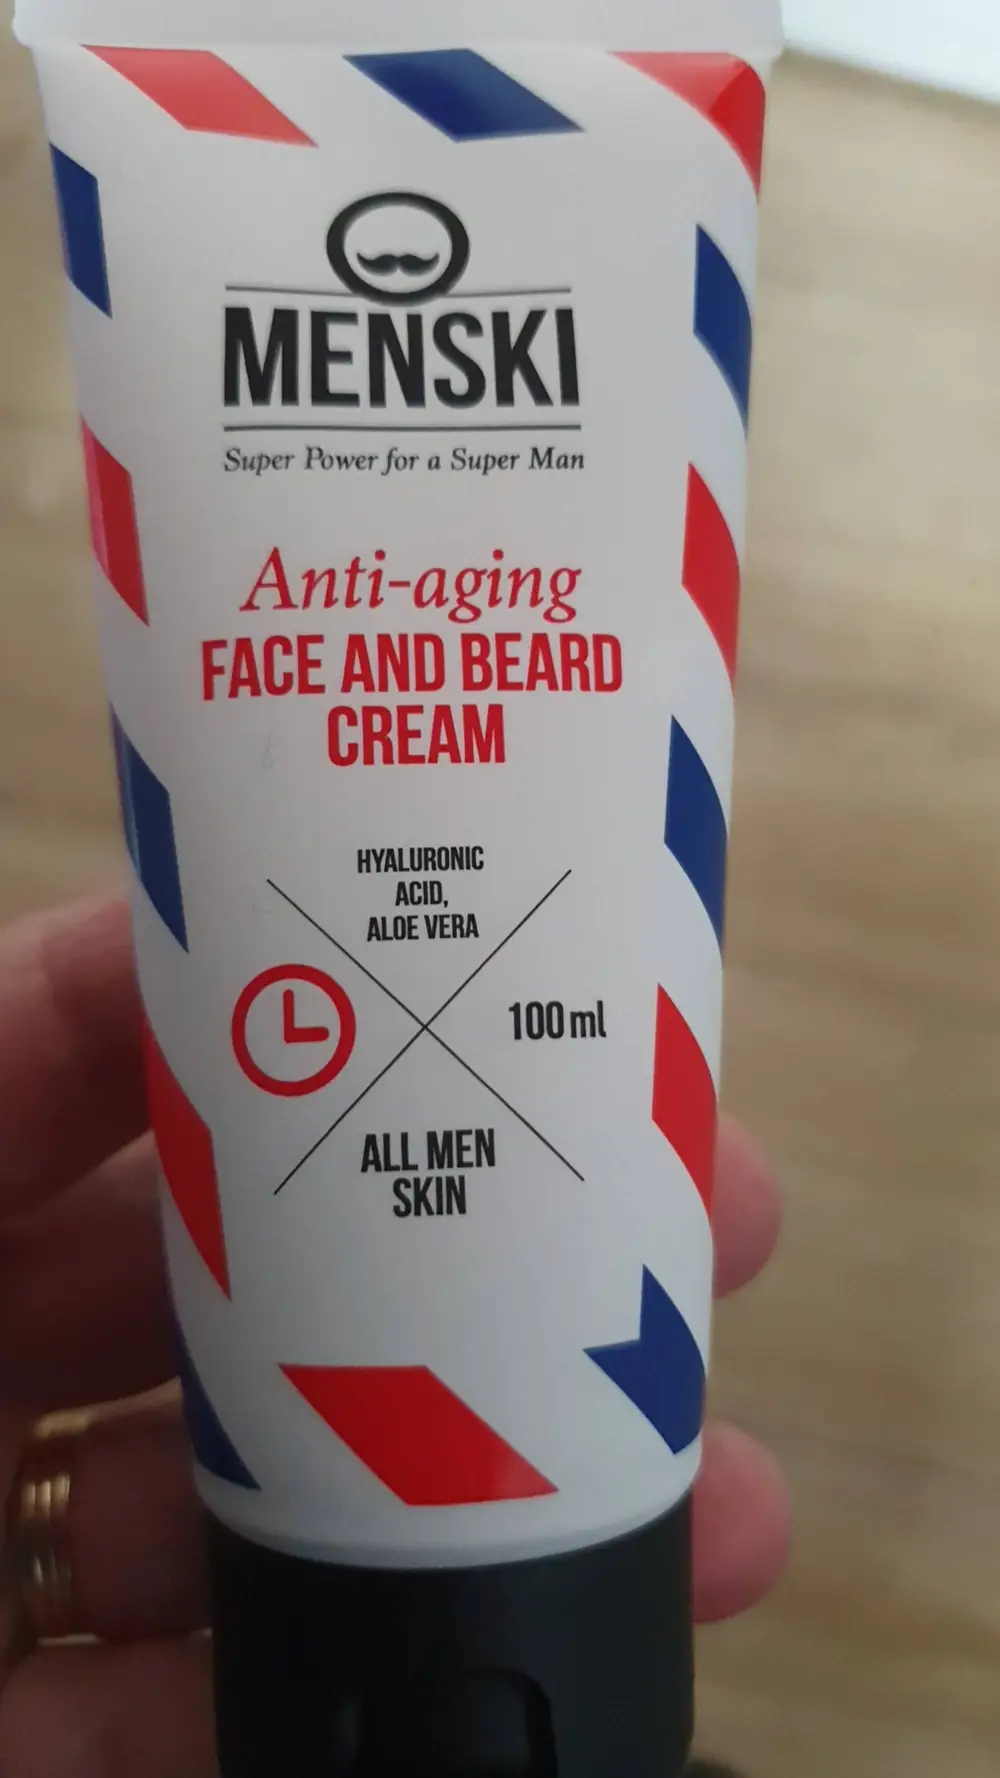 MENSKI
Super Power for a Super Man
Anti-aging
FACE AND BEARD
CREAM
HYALURONIC
ACID,
ALOE VERA
100 ml
ALL MEN
SKIN